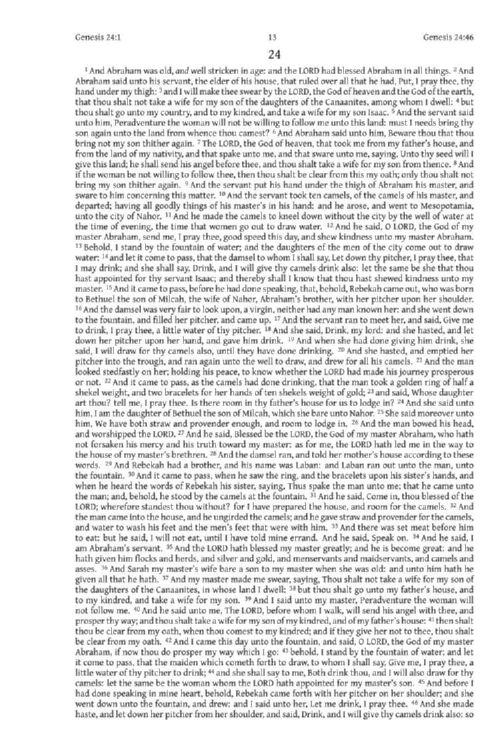 Genesis 24:1 13 Genesis 24:46
24
1 And Abraham was old, and well stricken in age: and the LORD had blessed Abraham in all things. 2 And
Abraham said unto his servant, the elder of his house, that ruled over all that he had, Put, I pray thee, thy
hand under my thigh: 3 and I will make thee swear by the LORD, the God of heaven and the God of the earth,
that thou shalt not take a wife for my son of the daughters of the Canaanites, among whom I dwell: 4 but
thou shalt go unto my country, and to my kindred, and take a wife for my son Isaac. 5 And the servant said
unto him, Peradventure the woman will not be willing to follow me unto this land: must I needs bring thy
son again unto the land from whence thou camest? 6 And Abraham said unto him, Beware thou that thou
bring not my son thither again. 7 The LORD, the God of heaven, that took me from my father's house, and
from the land of my nativity, and that spake unto me, and that sware unto me, saying, Unto thy seed will I
give this land; he shall send his angel before thee, and thou shalt take a wife for my son from thence. 8 And
if the woman be not willing to follow thee, then thou shalt be clear from this my oath; only thou shalt not
bring my son thither again. 9 And the servant put his hand under the thigh of Abraham his master, and
sware to him concerning this matter. 10 And the servant took ten camels, of the camels of his master, and
departed; having all goodly things of his master's in his hand: and he arose, and went to Mesopotamia,
unto the city of Nahor. 11 And he made the camels to kneel down without the city by the well of water at
the time of evening, the time that women go out to draw water. 12 And he said, O LORD, the God of my
master Abraham, send me, I pray thee, good speed this day, and shew kindness unto my master Abraham.
13 Behold, I stand by the fountain of water; and the daughters of the men of the city come out to draw
water: 14 and let it come to pass, that the damsel to whom I shall say, Let down thy pitcher, I pray thee, that
I may drink; and she shall say, Drink, and I will give thy camels drink also: let the same be she that thou
hast appointed for thy servant Isaac; and thereby shall I know that thou hast shewed kindness unto my
master. 15 And it came to pass, before he had done speaking, that, behold, Rebekah came out, who was born
to Bethuel the son of Milcah, the wife of Nahor, Abraham's brother, with her pitcher upon her shoulder.
16 And the damsel was very fair to look upon, a virgin, neither had any man known her: and she went down
to the fountain, and filled her pitcher, and came up. 17 And the servant ran to meet her, and said, Give me
to drink, I pray thee, a little water of thy pitcher. 18 And she said, Drink, my lord: and she hasted, and let
down her pitcher upon her hand, and gave him drink. 19 And when she had done giving him drink, she
said, I will draw for thy camels also, until they have done drinking. 20 And she hasted, and emptied her
pitcher into the trough, and ran again unto the well to draw, and drew for all his camels. 21 And the man
looked stedfastly on her; holding his peace, to know whether the LORD had made his journey prosperous
or not. 22 And it came to pass, as the camels had done drinking, that the man took a golden ring of half a
shekel weight, and two bracelets for her hands of ten shekels weight of gold; 23 and said, Whose daughter
art thou? tell me, I pray thee. Is there room in thy father's house for us to lodge in? 24 And she said unto
him, I am the daughter of Bethuel the son of Milcah, which she bare unto Nahor. 25 She said moreover unto
him, We have both straw and provender enough, and room to lodge in. 26 And the man bowed his head,
and worshipped the LORD. 27 And he said, Blessed be the LORD, the God of my master Abraham, who hath
not forsaken his mercy and his truth toward my master: as for me, the LORD hath led me in the way to
the house of my master's brethren. 28 And the damsel ran, and told her mother's house according to these
words. 29 And Rebekah had a brother, and his name was Laban: and Laban ran out unto the man, unto
the fountain. 30 And it came to pass, when he saw the ring, and the bracelets upon his sister's hands, and
when he heard the words of Rebekah his sister, saying, Thus spake the man unto me; that he came unto
the man; and, behold, he stood by the camels at the fountain. 31 And he said, Come in, thou blessed of the
LORD; wherefore standest thou without? for I have prepared the house, and room for the camels. 32 And
the man came into the house, and he ungirded the camels; and he gave straw and provender for the camels,
and water to wash his feet and the men's feet that were with him. 33 And there was set meat before him
to eat: but he said, I will not eat, until I have told mine errand. And he said, Speak on. 34 And he said, I
am Abraham's servant. 35 And the LORD hath blessed my master greatly; and he is become great: and he
hath given him flocks and herds, and silver and gold, and menservants and maidservants, and camels and
asses. 36 And Sarah my master's wife bare a son to my master when she was old: and unto him hath he
given all that he hath. 37 And my master made me swear, saying, Thou shalt not take a wife for my son of
the daughters of the Canaanites, in whose land I dwell: 38 but thou shalt go unto my father's house, and
to my kindred, and take a wife for my son. 39 And I said unto my master, Peradventure the woman will
not follow me. 40 And he said unto me, The LORD, before whom I walk, will send his angel with thee, and
prosper thy way; and thou shalt take a wife for my son of my kindred, and of my father's house: 41 then shalt
thou be clear from my oath, when thou comest to my kindred; and if they give her not to thee, thou shalt
be clear from my oath. 42 And I came this day unto the fountain, and said, O LORD, the God of my master
Abraham, if now thou do prosper my way which I go: 43 behold, I stand by the fountain of water; and let
it come to pass, that the maiden which cometh forth to draw, to whom I shall say, Give me, I pray thee, a
little water of thy pitcher to drink; 44 and she shall say to me, Both drink thou, and I will also draw for thy
camels: let the same be the woman whom the LORD hath appointed for my master's son. 45 And before I
had done speaking in mine heart, behold, Rebekah came forth with her pitcher on her shoulder; and she
went down unto the fountain, and drew: and I said unto her, Let me drink, I pray thee. 46 And she made
haste, and let down her pitcher from her shoulder, and said, Drink, and I will give thy camels drink also: so